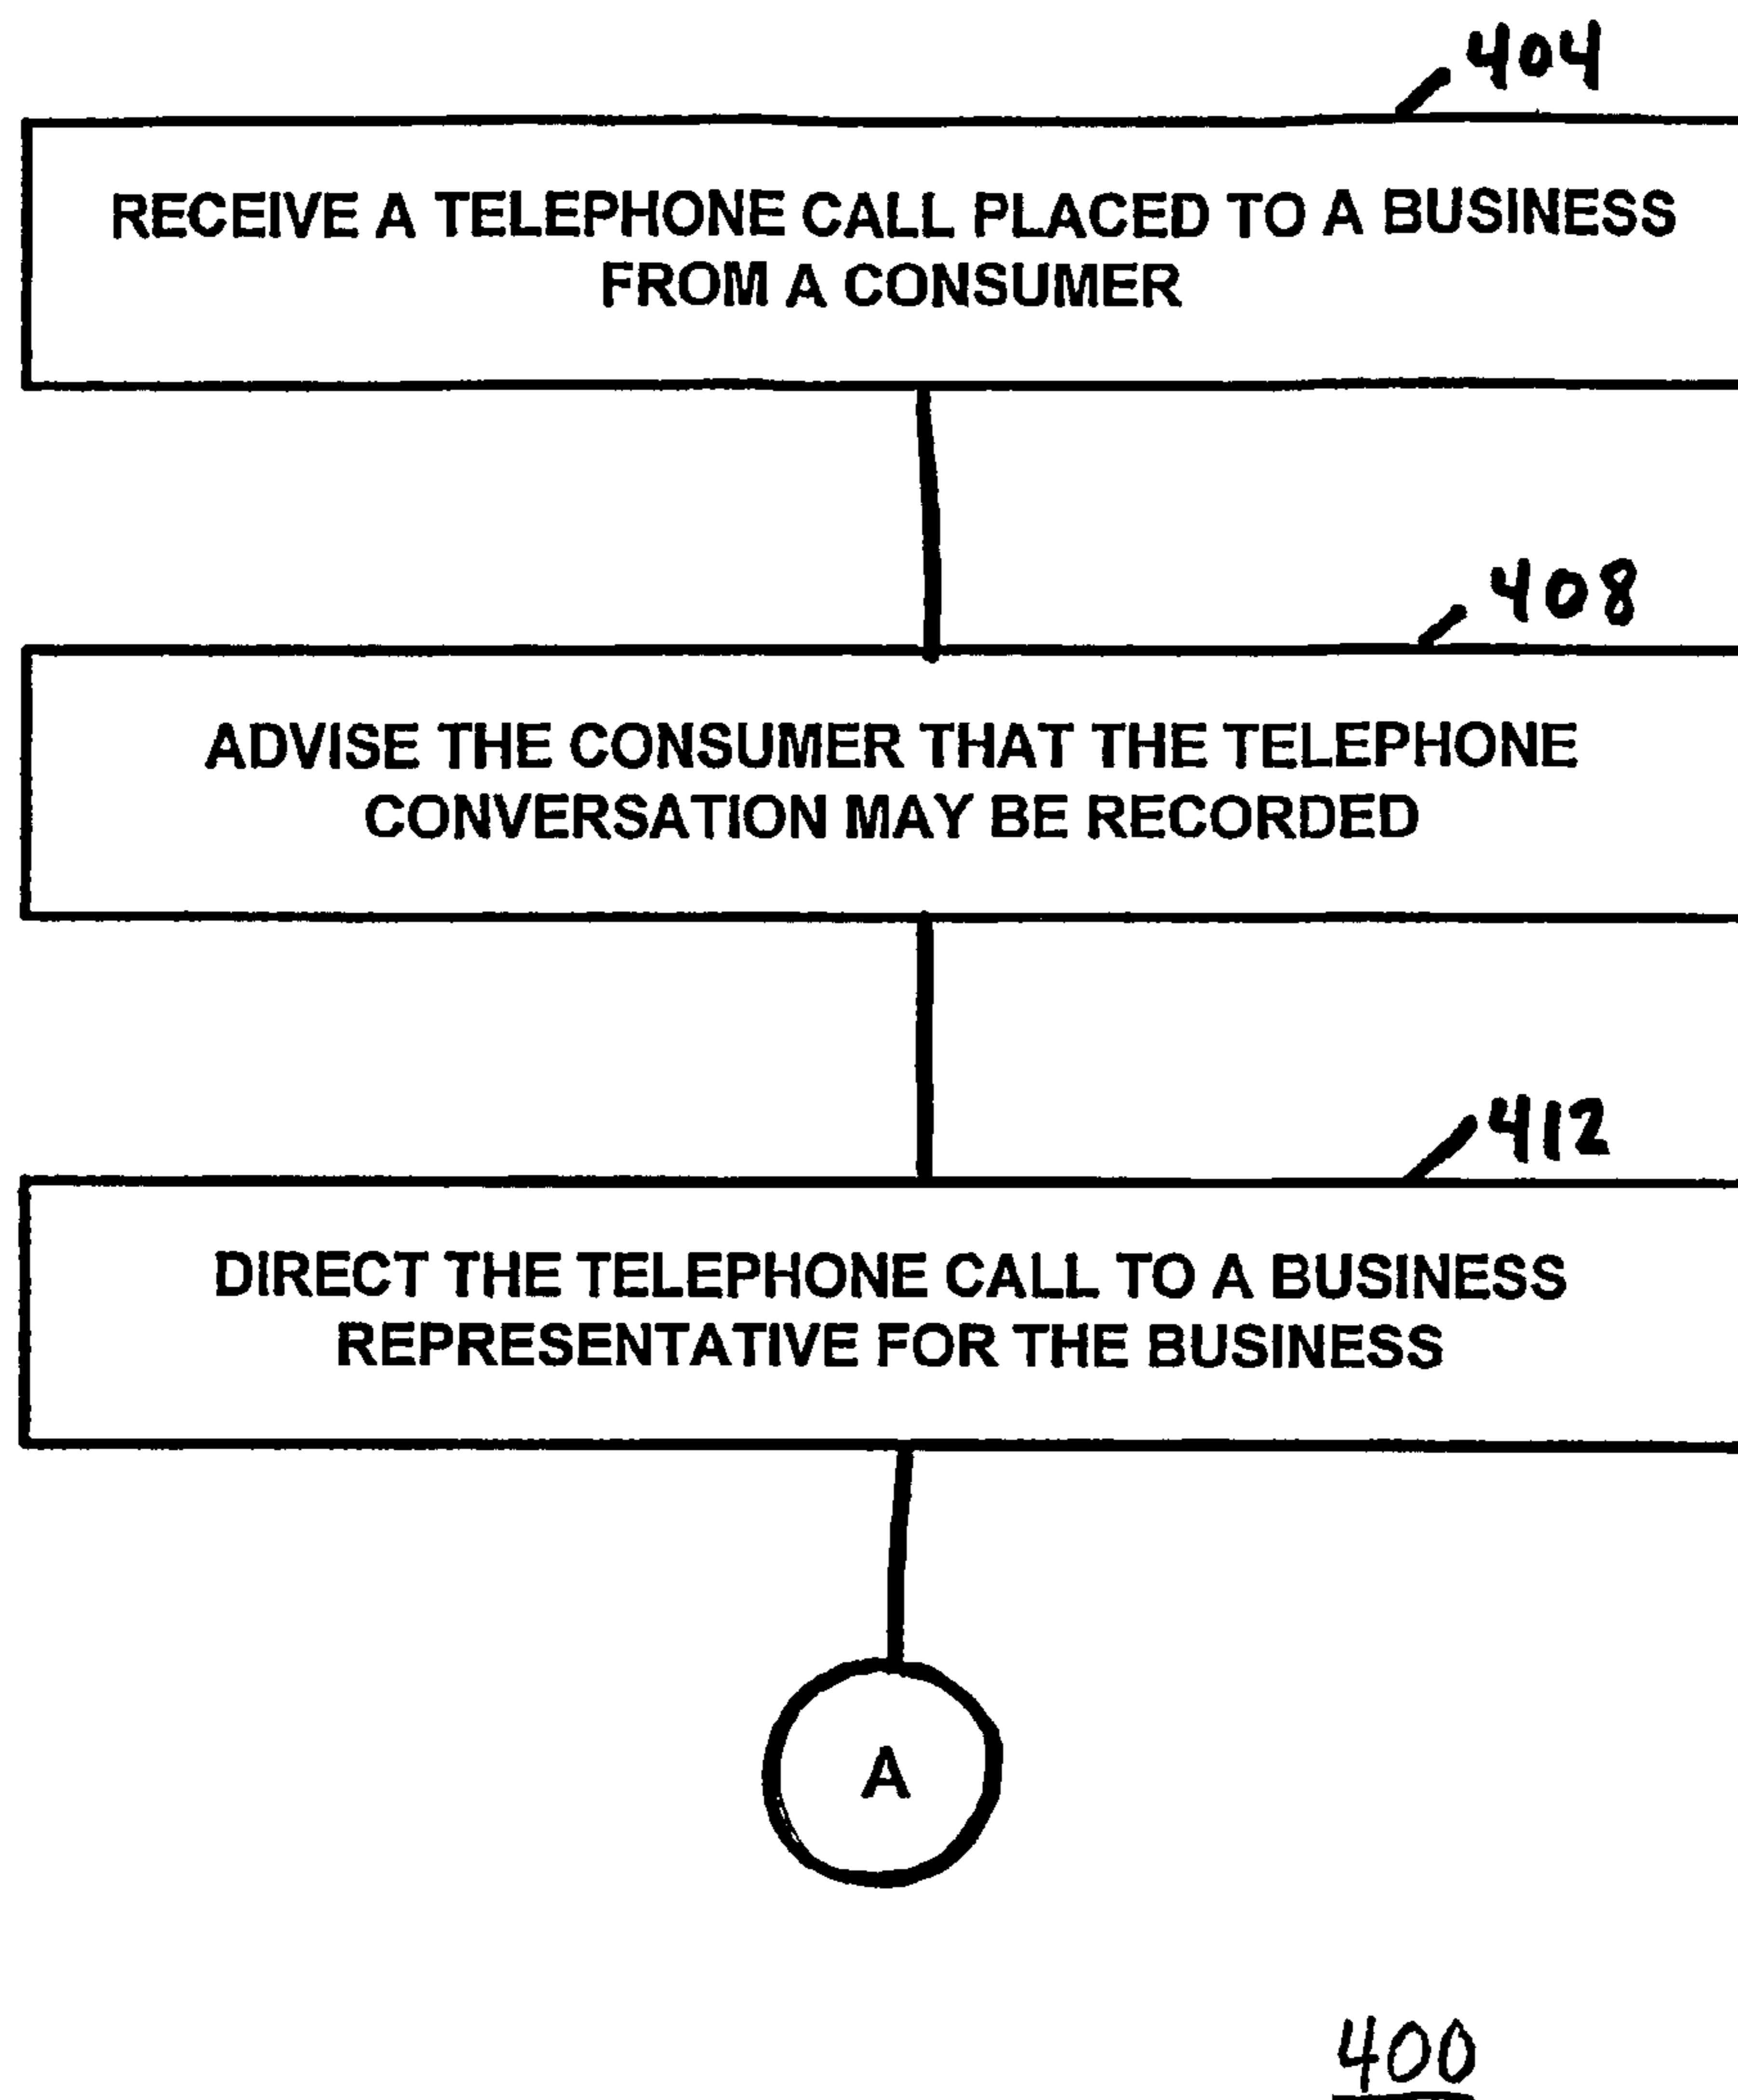 404
RECEIVE A TELEPHONE CALL PLACED TO A BUSINESS
FROM A CONSUMER
408
ADVISE THE CONSUMER THAT THE TELEPHONE
CONVERSATION MAY BE RECORDED
412
DIRECT THE TELEPHONE CALL TO A BUSINESS
REPRESENTATIVE FOR THE BUSINESS
A
400